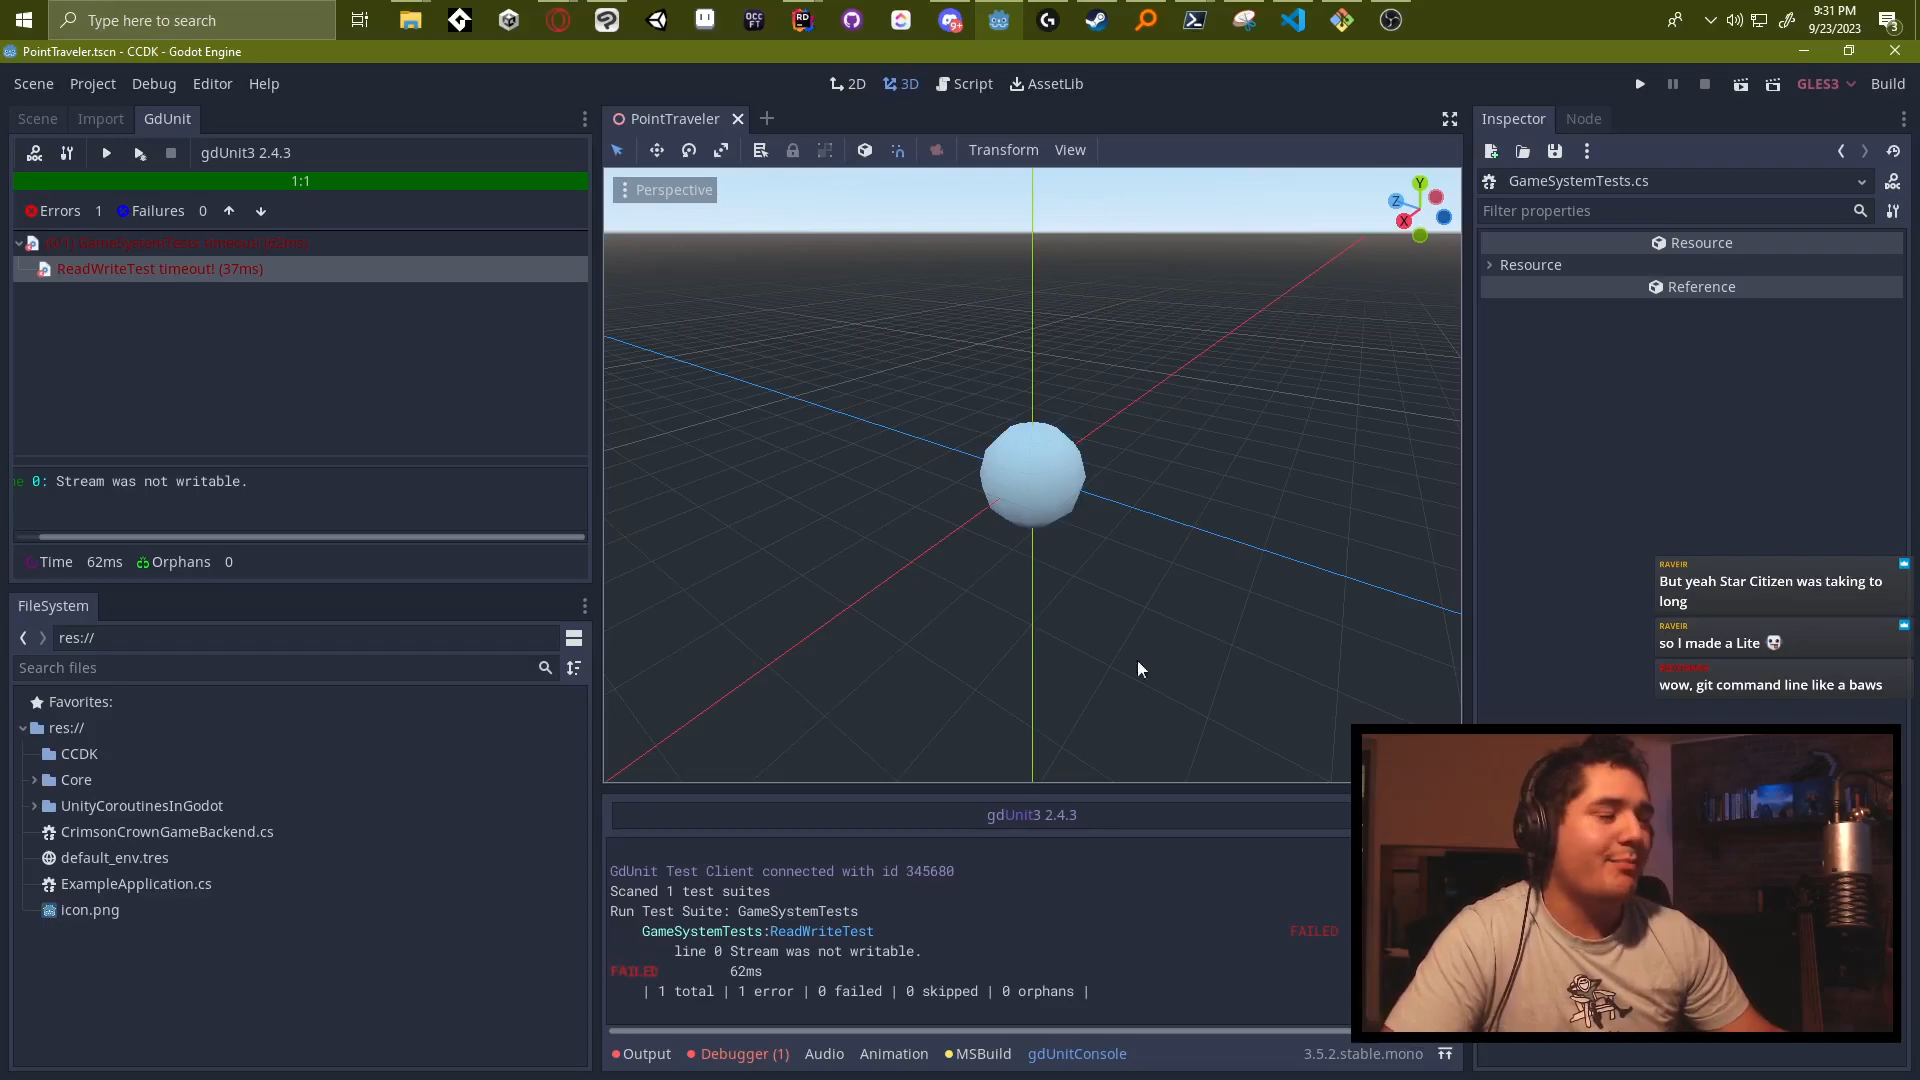 Type here to search
9:31 PM
9/23/2023
PointTraveler.tscn - CCDK - Godot Engine
Scene Project Debug Editor Help
2D 3D Script AssetLib
GLES3 Build
Scene Import GdUnit
PointTraveler
Inspector Node
gdUnit3 2.4.3
Transform View
1:1
Perspective
Y
Z
X
GameSystemTests.cs
Errors 1 Failures 0
Filter properties
GameSystemTests timeout! (62ms)
ReadWriteTest timeout! (37ms)
Resource
Resource
Reference
0: Stream was not writable.
Time 62ms Orphans 0
FileSystem
res://
Search files
Favorites:
res://
CCDK
Core
UnityCoroutinesInGodot
CrimsonCrownGameBackend.cs
default_env.tres
ExampleApplication.cs
icon.png
RAVEIR
But yeah Star Citizen was taking to
long
RAVEIR
so I made a Lite
wow, git command line like a baws
gdUnit3 2.4.3
GdUnit Test Client connected with id 345680
Scaned 1 test suites
Run Test Suite: GameSystemTests
GameSystemTests:ReadWriteTest FAILED
line 0 Stream was not writable.
FAILED 62ms
| 1 total | 1 error | 0 failed | 0 skipped | 0 orphans |
Output Debugger (1) Audio Animation MSBuild gdUnitConsole 3.5.2.stable.mono